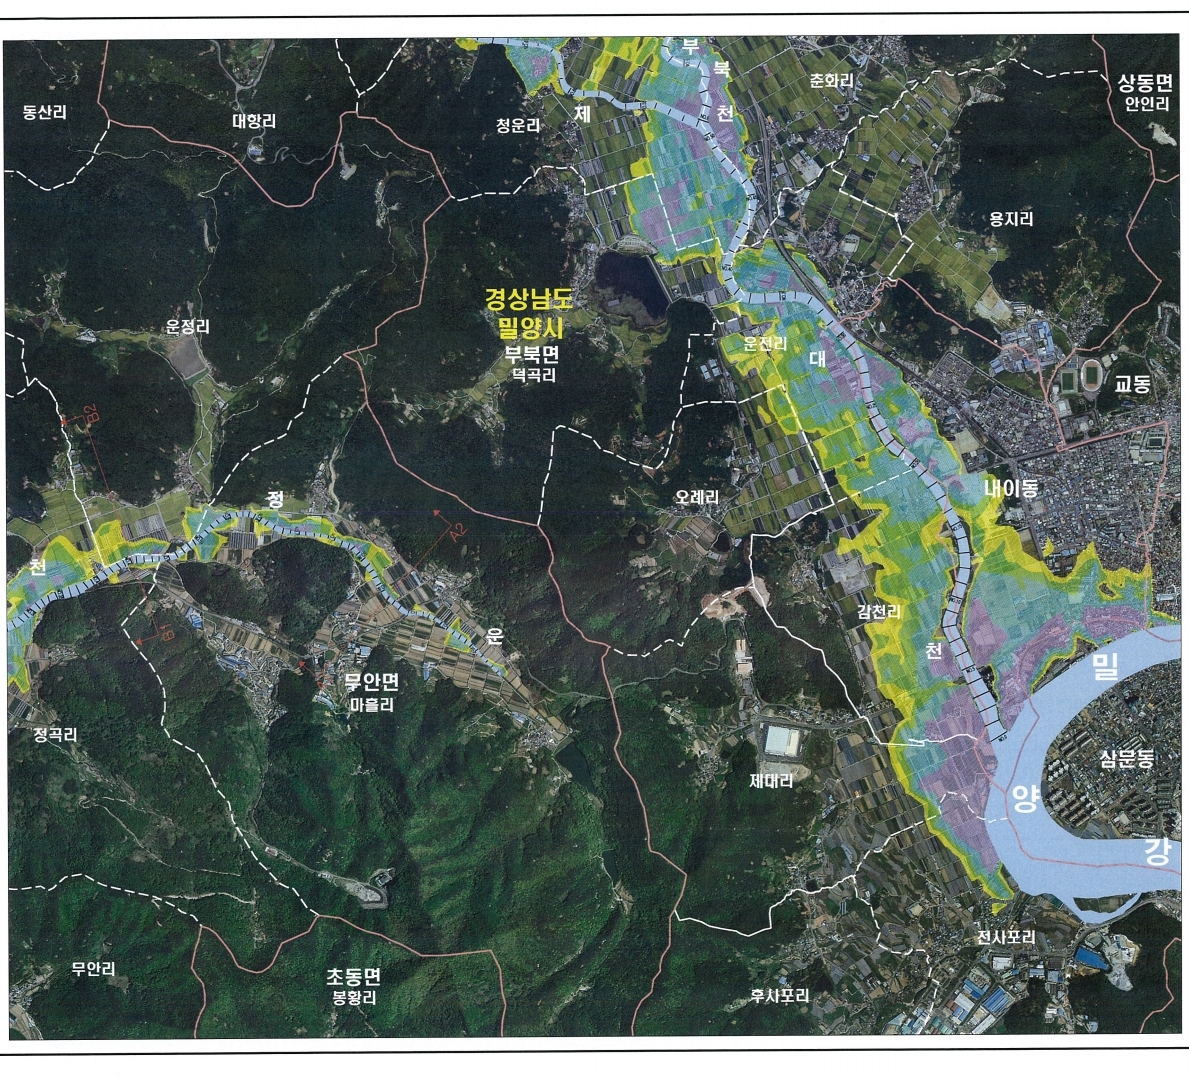 부
북
천
춘화리
상동면
안인리
동산리
대항리
청운리
제
용지리
경상남도
밀양시
부북면
덕곡리
운정리
운전리
대
교동
B2
정
오례리
내이동
A2
천
감천리
B1
운
천
밀
무안면
마흘리
정곡리
제대리
삼문동
양
강
전사포리
무안리
초동면
봉황리
후사포리